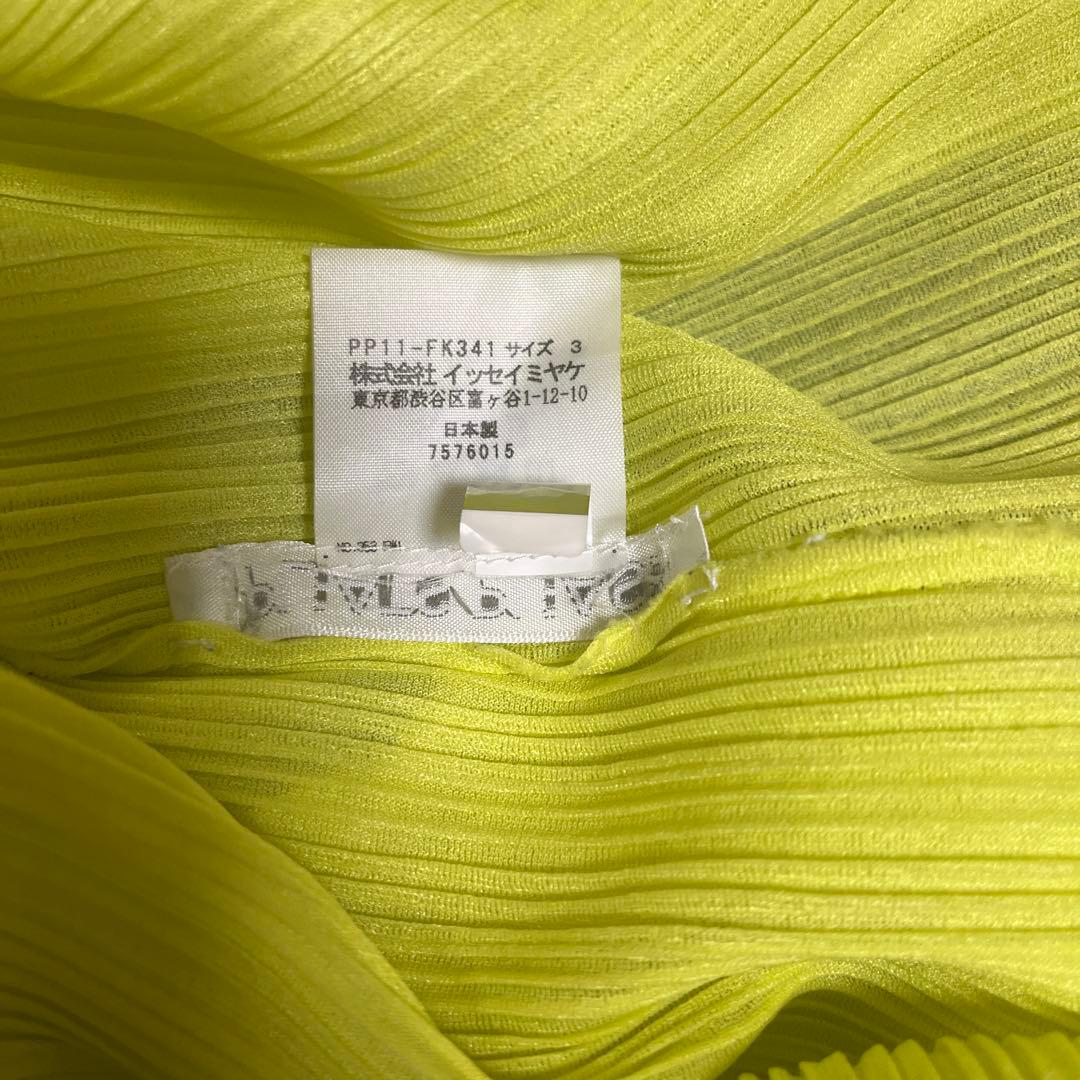 PP11-FK341 サイズ 3
株式会社 イッセイミヤケ
東京都渋谷区富ヶ谷1-12-10
日本製
7576015